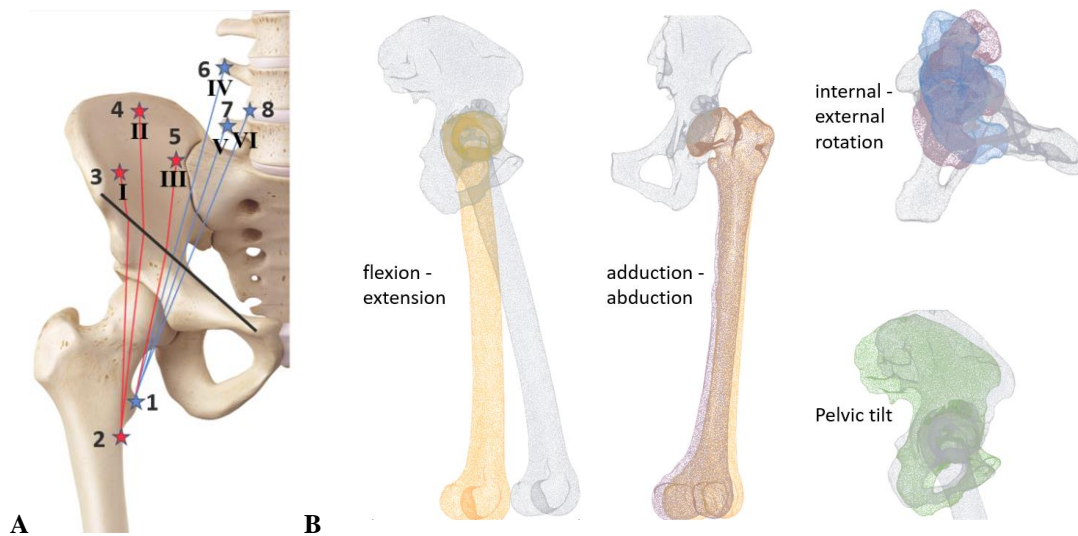 6
IV
7
8
4
II
5
V
VI
3
I
III
1
2
A
B
flexion -
extension
adduction -
abduction
internal -
external
rotation
Pelvic tilt